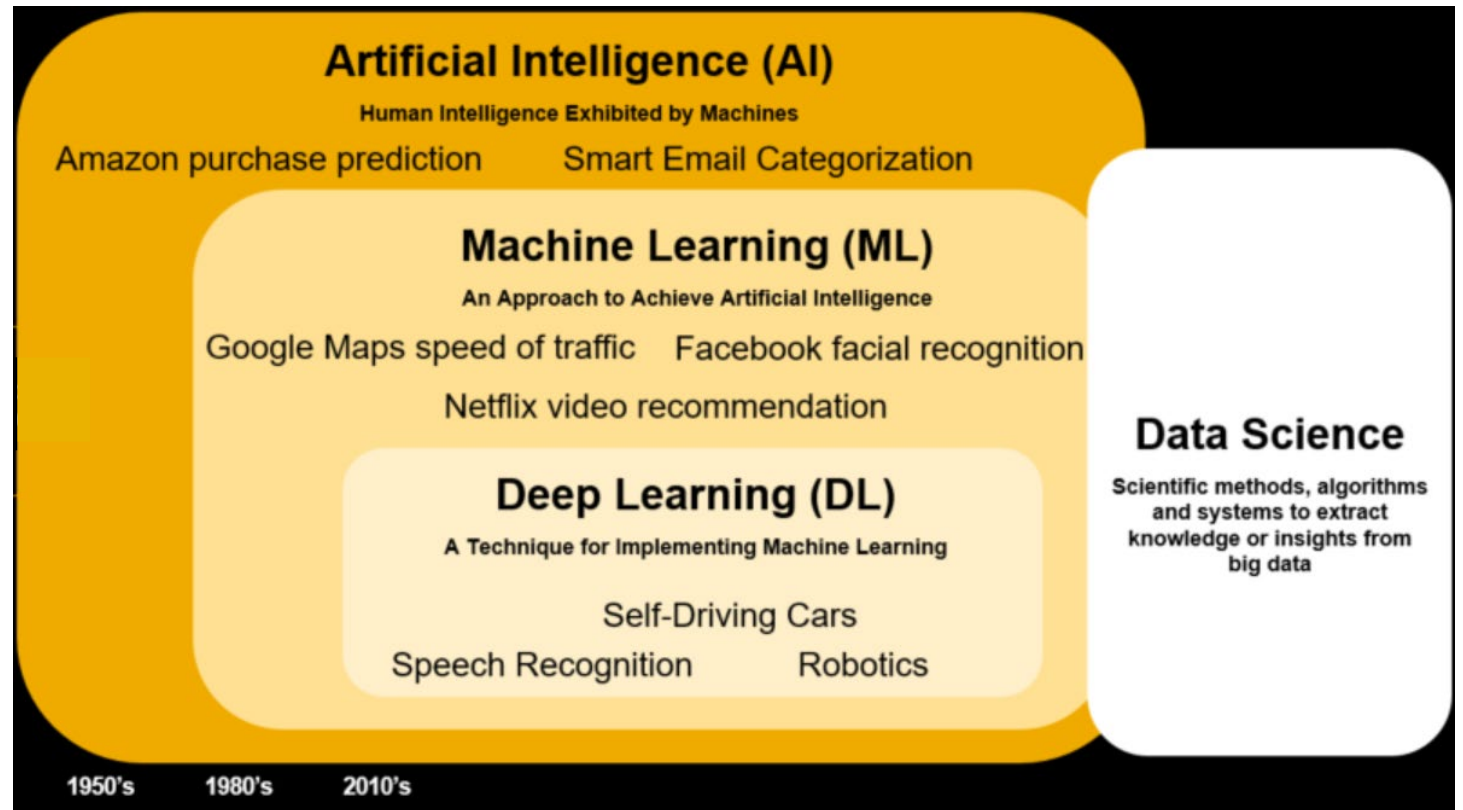 Artificial Intelligence (AI)
Human Intelligence Exhibited by Machines
Amazon purchase prediction
Smart Email Categorization
Machine Learning (ML)
An Approach to Achieve Artificial Intelligence
Google Maps speed of traffic
Facebook facial recognition
Netflix video recommendation
Deep Learning (DL)
A Technique for Implementing Machine Learning
Self-Driving Cars
Speech Recognition
Robotics
Data Science
Scientific methods, algorithms
and systems to extract
knowledge or insights from
big data
1950's
1980's
2010's